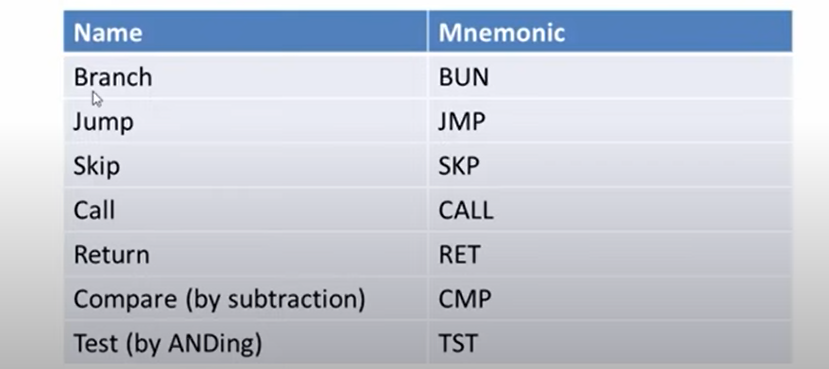 Name Mnemonic
Branch BUN
Jump JMP
Skip SKP
Call CALL
Return RET
Compare (by subtraction) CMP
Test (by ANDing) TST